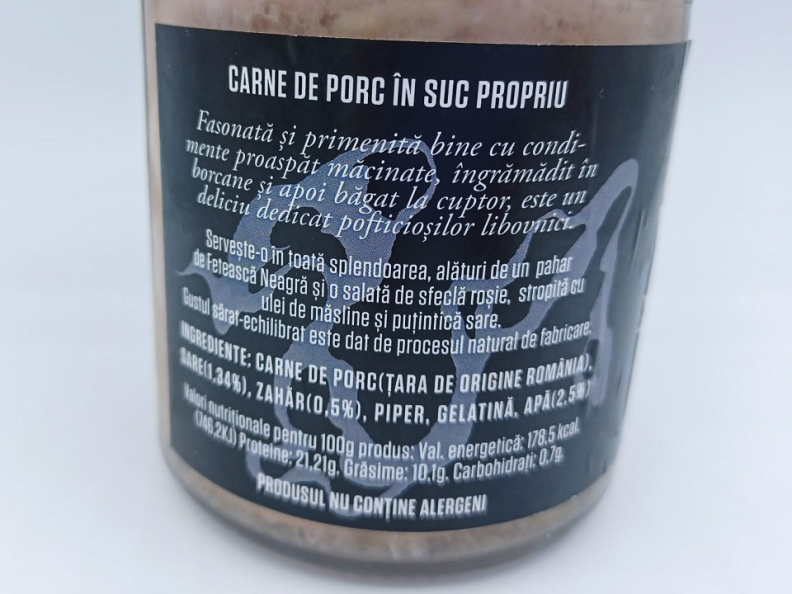 CARNE DE PORC ÎN SUC PROPRIU
Fasonată și primenită bine cu condi-
mente proaspăt măcinate, îngrămădit în
borcane și apoi băgat la cuptor, este un
deliciu dedicat pofticioșilor libovnici.
Servește-o în toată splendoarea, alături de un pahar
de Fetească Neagră și o salată de sfeclă roșie, stropită cu
ulei de măsline și puțintică sare.
Gustul sărat-echilibrat este dat de procesul natural de fabricare:
INGREDIENTE: CARNE DE PORC(ȚARA DE ORIGINE ROMÂNIA),
SARE(1,34%), ZAHĂR(0,5%), PIPER, GELATINĂ, APĂ(2,5%)
Valori nutritionale pentru 100g produs: Val. energetică: 178,5 kcal.
(746,2KJ) Proteine: 21,21g, Grăsime: 10,1g, Carbohidrați: 0,7g.
PRODUSUL NU CONȚINE ALERGENI